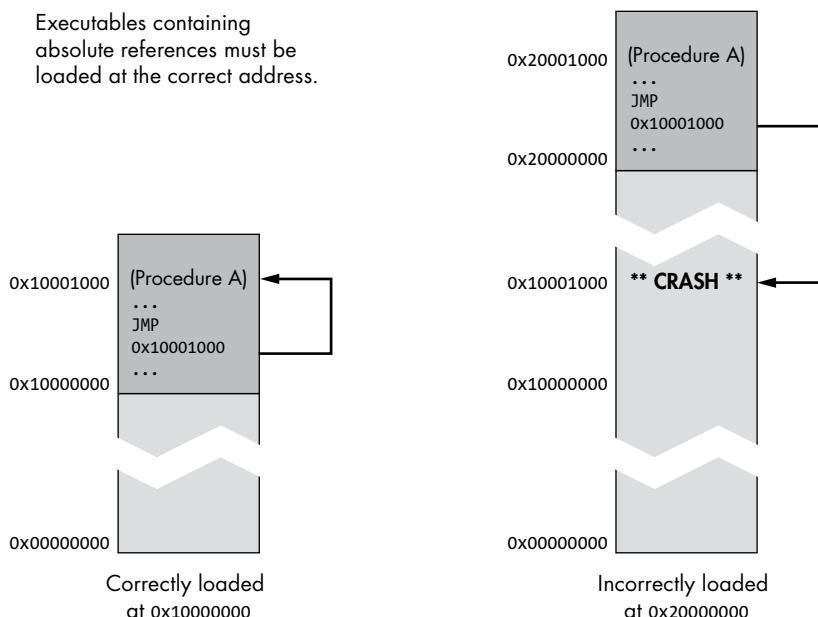 Executables containing
absolute references must be
loaded at the correct address.
0x10001000
(Procedure A)
...
JMP
0x10001000
...
0x10000000
0x00000000
Correctly loaded
at 0x10000000
0x20001000
(Procedure A)
...
JMP
0x10001000
...
0x20000000
0x10001000
** CRASH **
0x10000000
0x00000000
Incorrectly loaded
at 0x20000000